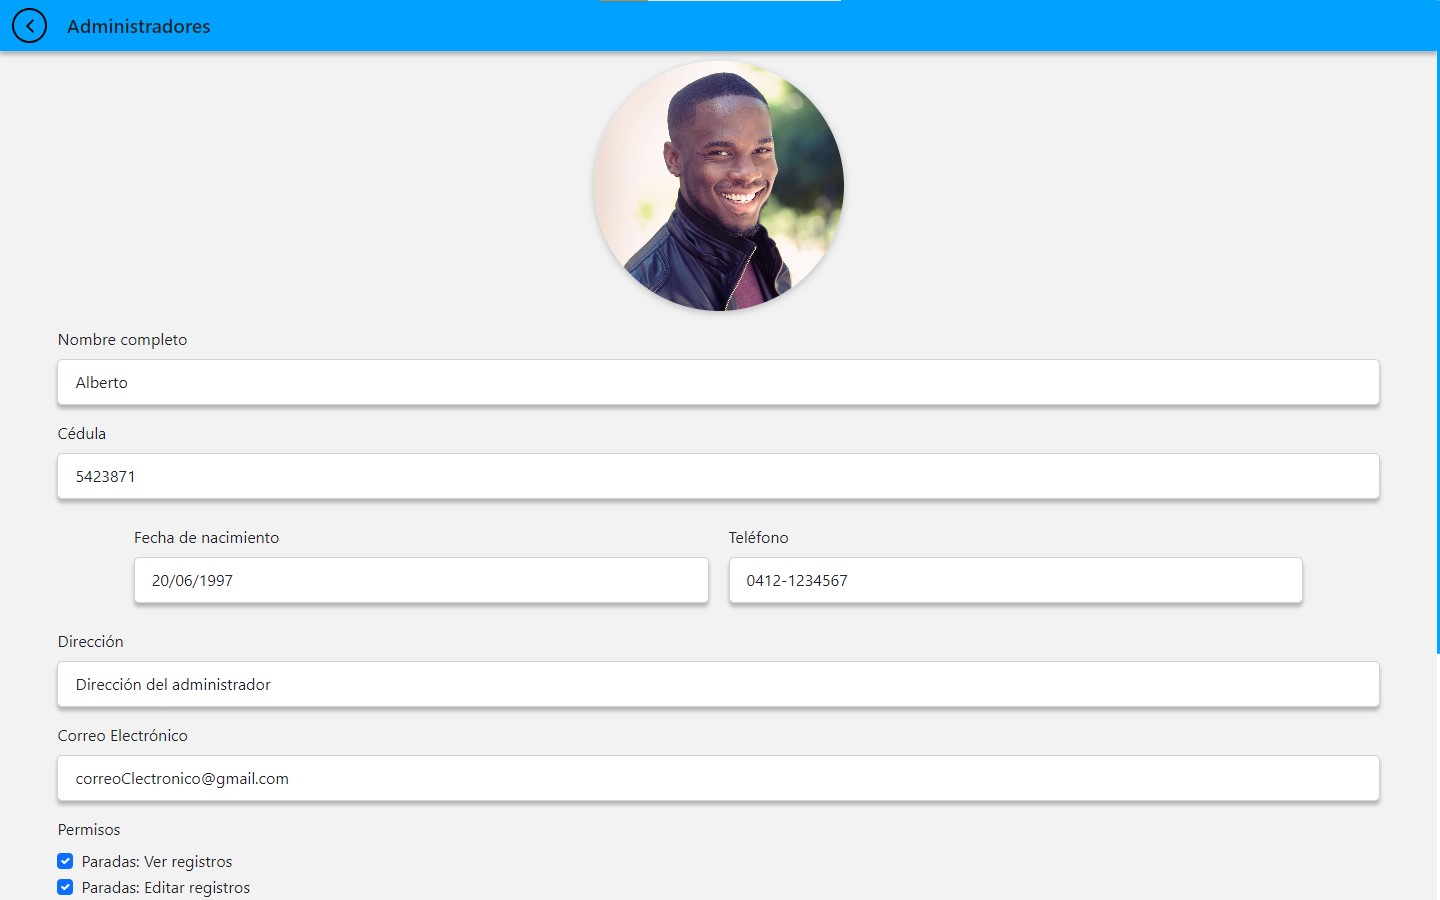 Administradores
Nombre completo
Alberto
Cédula
5423871
Fecha de nacimiento
Teléfono
20/06/1997
0412-1234567
Dirección
Dirección del administrador
Correo Electrónico
correoClectronico@gmail.com
Permisos
Paradas: Ver registros
Paradas: Editar registros